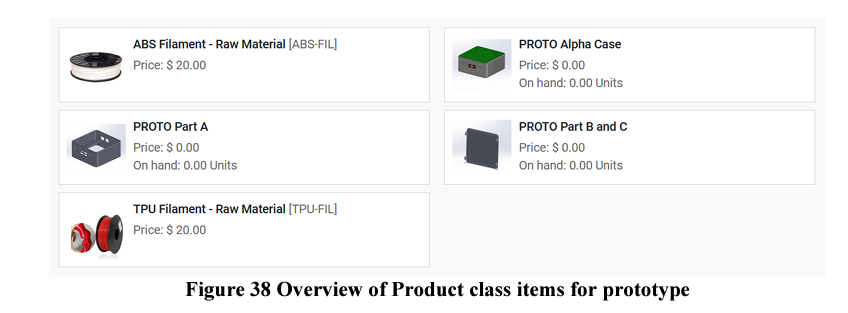 ABS Filament - Raw Material [ABS-FIL]
Price: $ 20.00
PROTO Alpha Case
Price: $ 0.00
On hand: 0.00 Units
PROTO Part A
Price: $ 0.00
On hand: 0.00 Units
PROTO Part B and C
Price: $ 0.00
On hand: 0.00 Units
TPU Filament - Raw Material [TPU-FIL]
Price: $ 20.00
Figure 38 Overview of Product class items for prototype